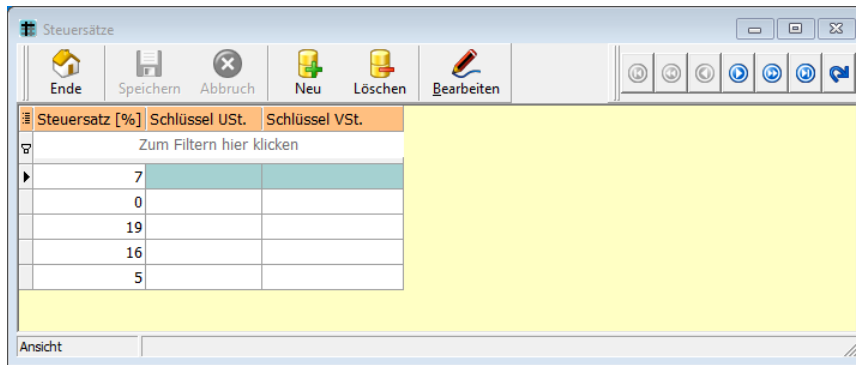 Steuersätze
Ende Speichern Abbruch Neu Löschen Bearbeiten
Steuersatz [%] Schlüssel USt. Schlüssel VSt.
Zum Filtern hier klicken
7
0
19
16
5
Ansicht